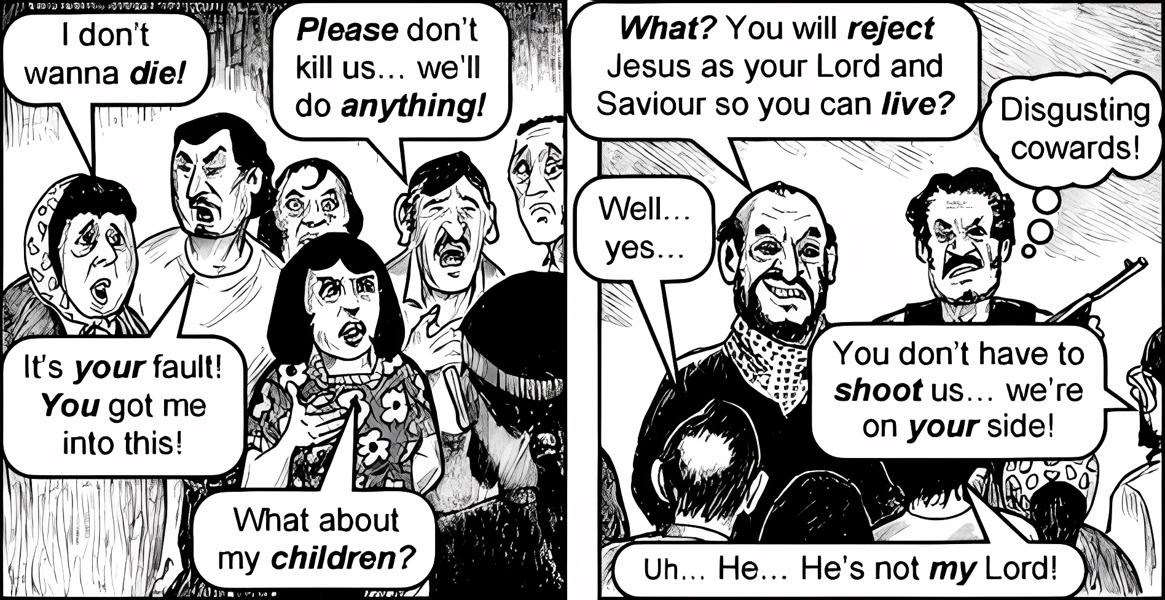 I don't
wanna die!
Please don't
kill us... we'll
do anything!
It's your fault!
You got me
into this!
What about
my children?
What? You will reject
Jesus as your Lord and
Saviour so you can live?
Disgusting
cowards!
Well...
yes...
You don't have to
shoot us... we're
on your side!
Uh... He... He's not my Lord!